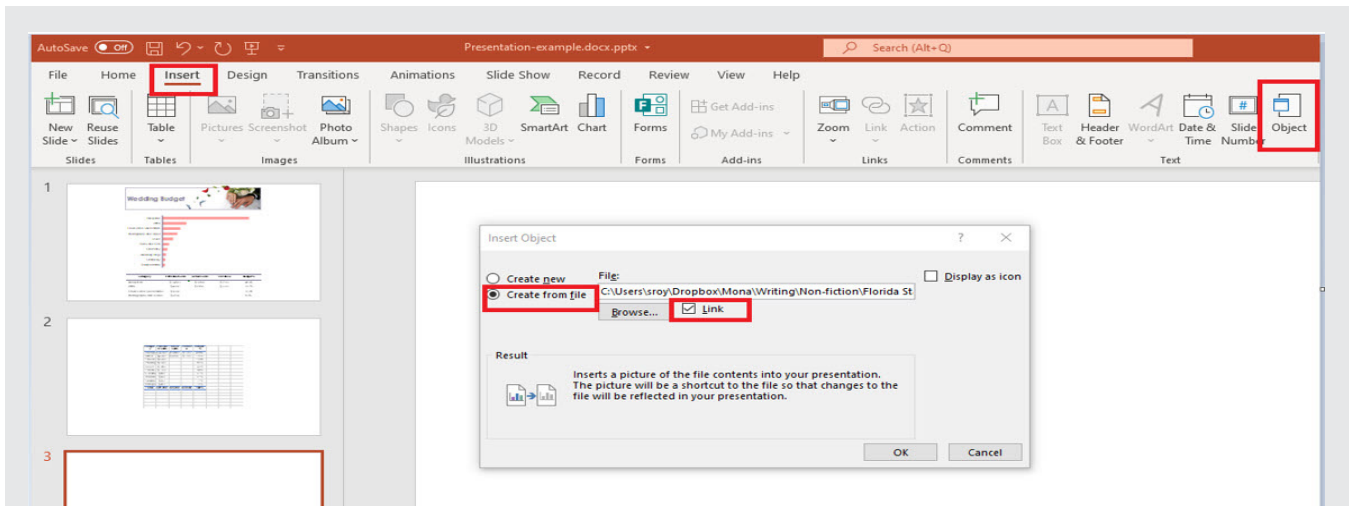 AutoSave Off Presentation-example.docx.pptx Search (Alt+Q)
File Home Insert Design Transitions Animations Slide Show Record Review View Help
New Slide Reuse Slides Table Pictures Screenshot Photo Album Shapes Icons 3D Models SmartArt Chart Forms Get Add-ins My Add-ins Zoom Link Action Comment Text Box Header & Footer WordArt Date & Time Slide Number Object
Slides Tables Images Illustrations Forms Add-ins Links Comments Text
1
Wedding Budget
2
3
Insert Object ? ×
Create new File:
Create from file C:\Users\sroy\Dropbox\Mona\Writing\Non-fiction\Florida St
Display as icon
Browse... Link
Result
Inserts a picture of the file contents into your presentation.
The picture will be a shortcut to the file so that changes to the
file will be reflected in your presentation.
OK Cancel